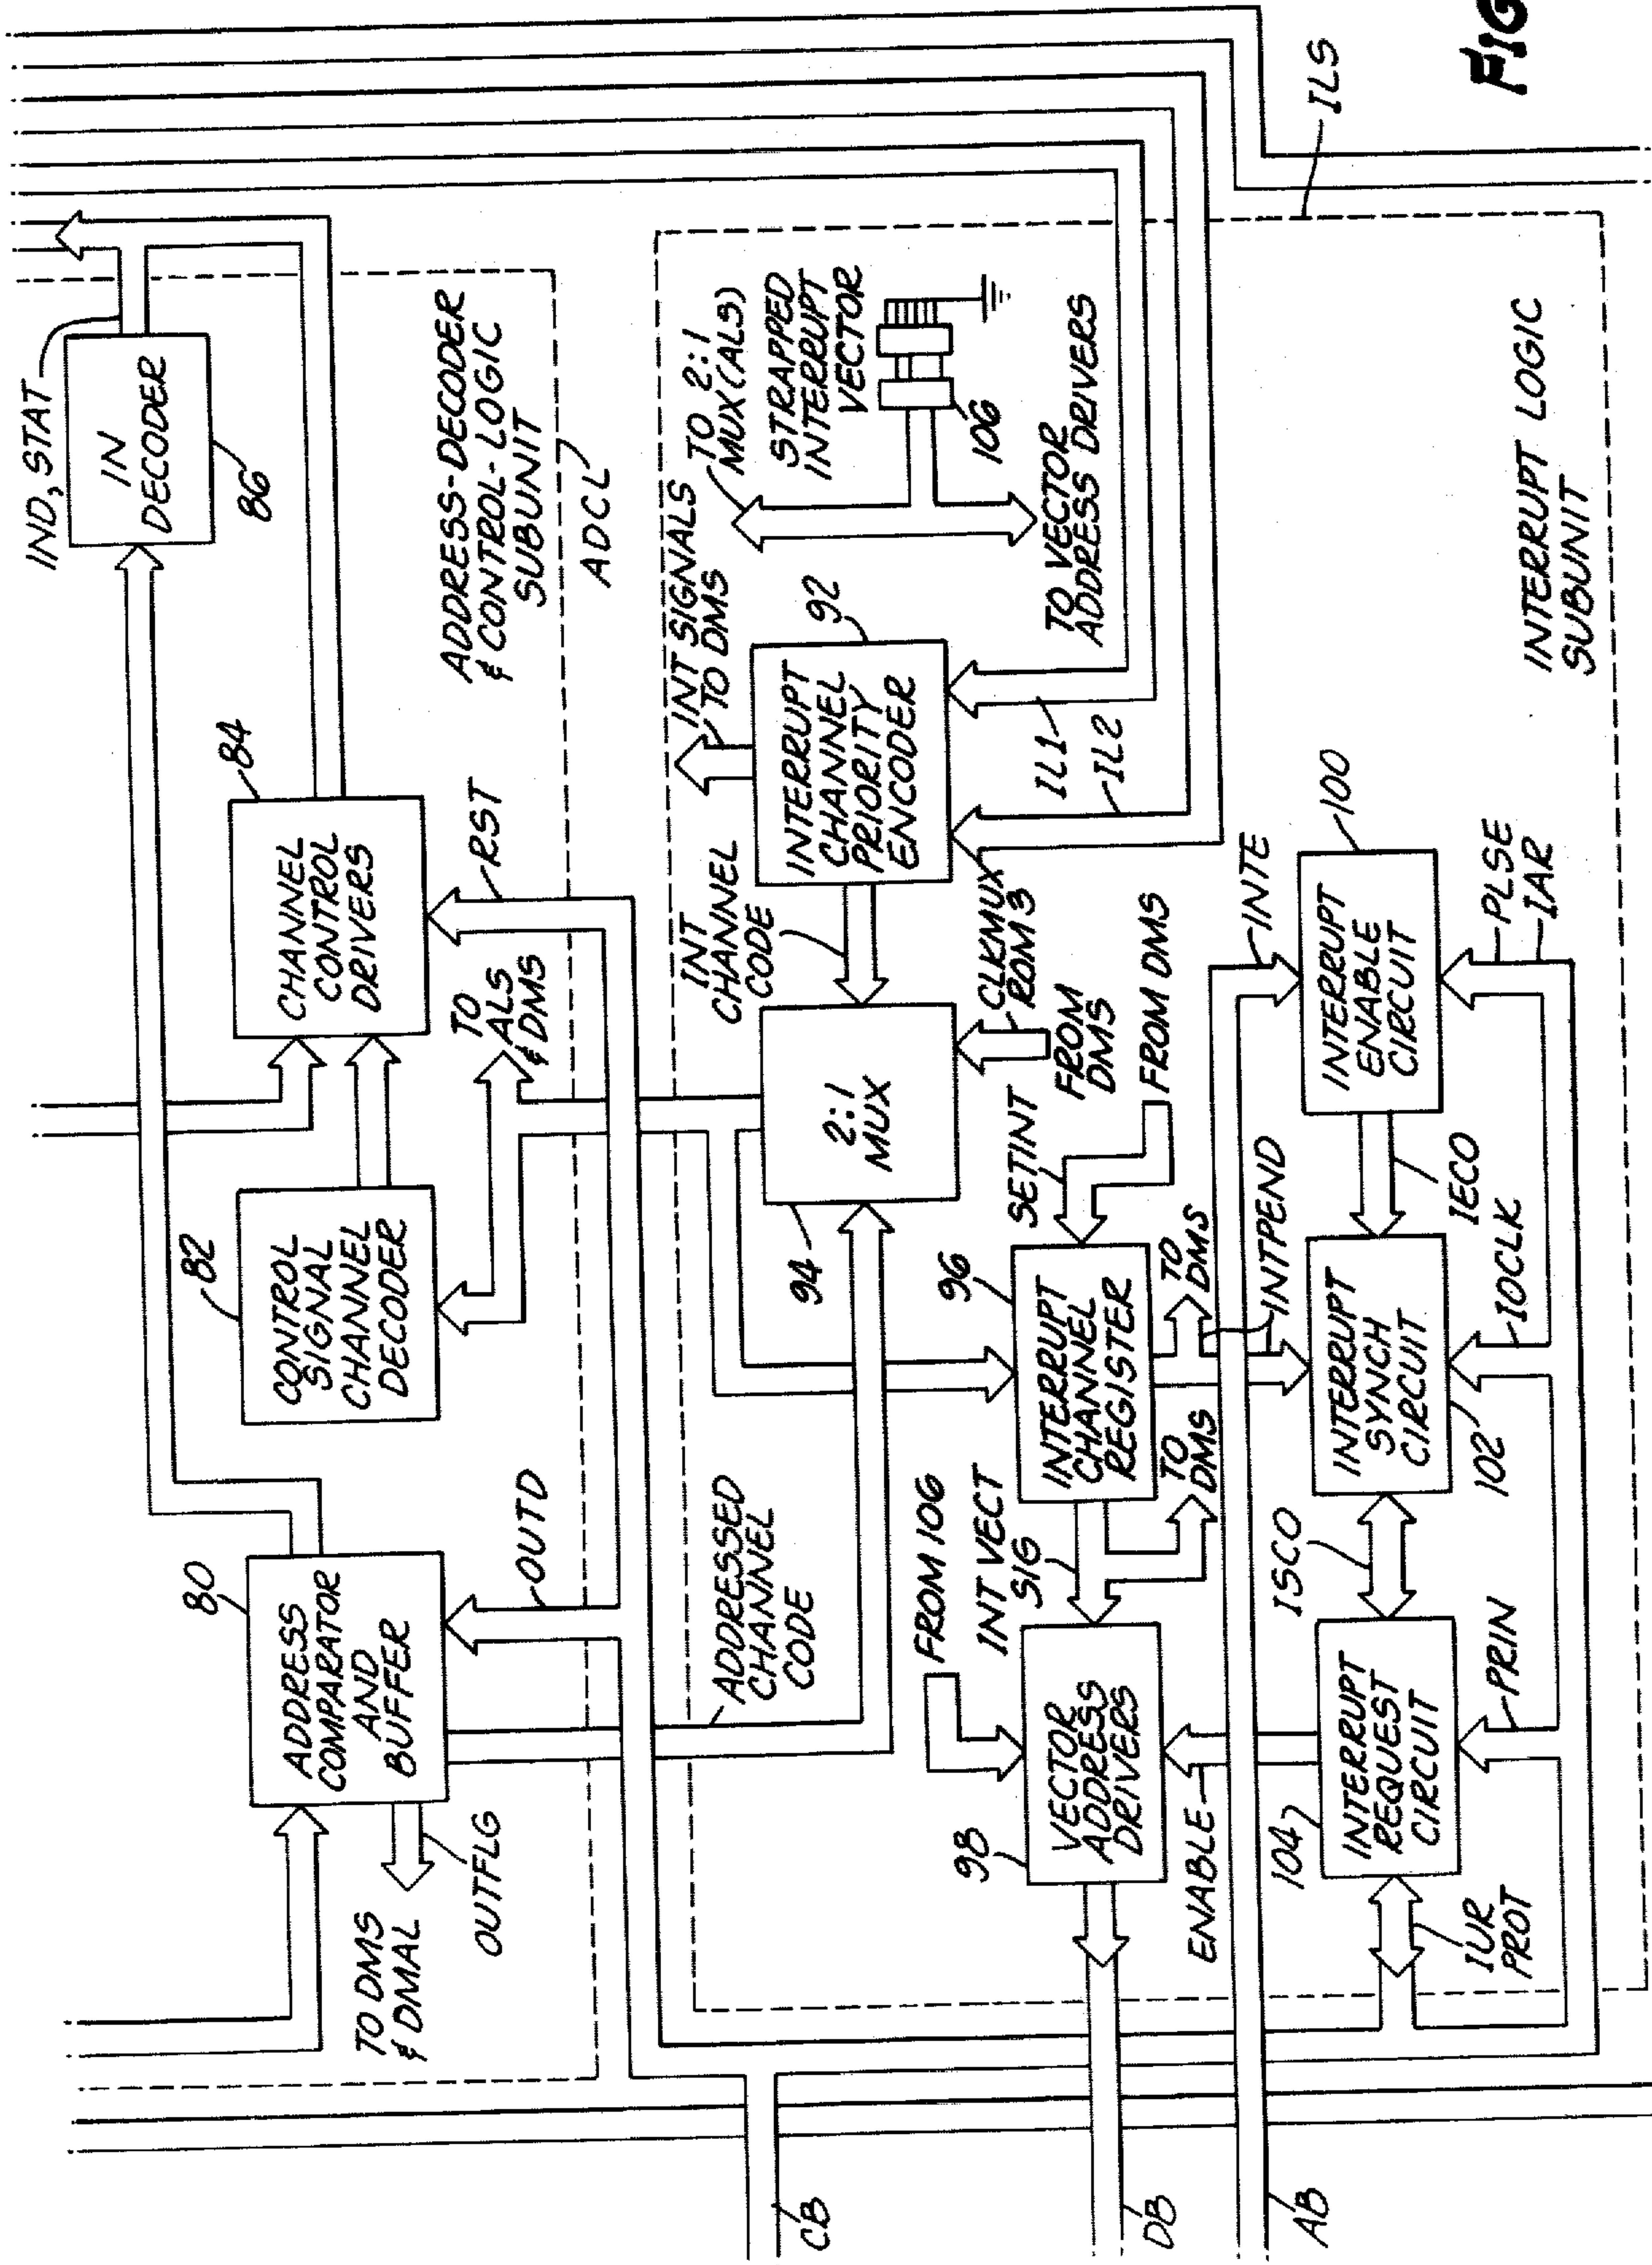 IND, STAT
IN
DECODER
86
84
CHANNEL
CONTROL
DRIVERS
RST
82
CONTROL
SIGNAL
CHANNEL
DECODER
TO
ALS
& DMS
80
ADDRESS
COMPARATOR
AND
BUFFER
OUTD
OUTFLG
TO DMS
& DMAL
ADDRESS-DECODER
& CONTROL-LOGIC
SUBUNIT
ADCL
ADDRESSED
CHANNEL
CODE
INT
CHANNEL
CODE
INT SIGNALS
TO DMS
92
INTERRUPT
CHANNEL
PRIORITY
ENCODER
IL1
IL2
TO 2:1
MUX (ALS)
STRAPPED
INTERRUPT
VECTOR
106
TO VECTOR
ADDRESS DRIVERS
2:1
MUX
94
CLKMUX
ROM 3
FROM
DMS
FROM DMS
SETINT
96
INTERRUPT
CHANNEL
REGISTER
TO
DMS
INTPEND
TO
DMS
FROM 106
INT VECT
SIG
98
VECTOR
ADDRESS
DRIVERS
ENABLE
INTE
100
INTERRUPT
ENABLE
CIRCUIT
PLSE
IAR
IECO
IOCLK
INTERRUPT
SYNCH
CIRCUIT
102
ISCO
104
INTERRUPT
REQUEST
CIRCUIT
PRIN
IUR
PROT
INTERRUPT LOGIC
SUBUNIT
ILS
CB
DB
AB
FIG